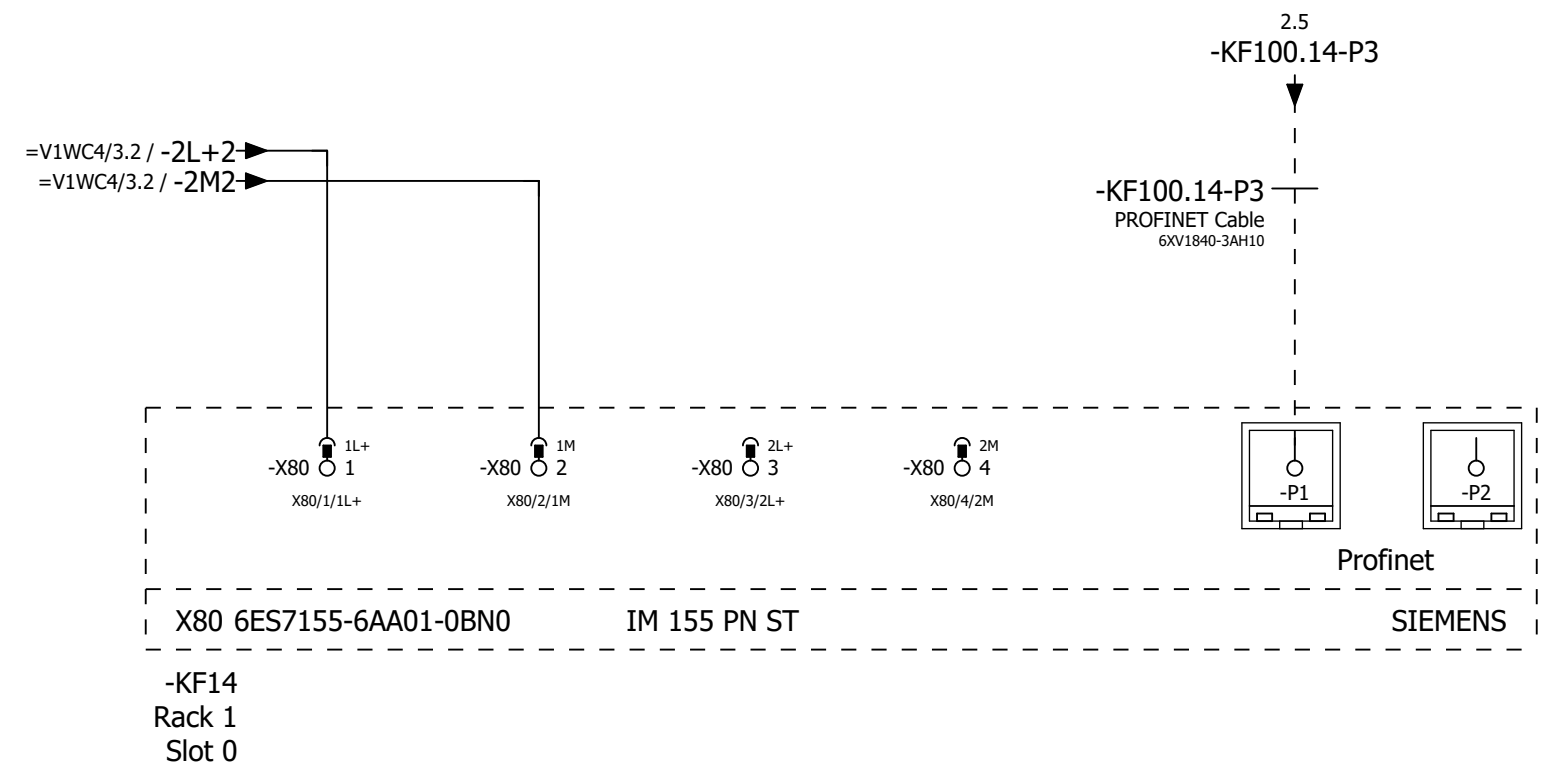 2.5
-KF100.14-P3
=V1WC4/3.2 / -2L+2
=V1WC4/3.2 / -2M2
-KF100.14-P3
PROFINET Cable
6XV1840-3AH10
1L+ 1M 2L+ 2M
-X80 1 -X80 2 -X80 3 -X80 4
X80/1/1L+ X80/2/1M X80/3/2L+ X80/4/2M
-P1 -P2
Profinet
X80 6ES7155-6AA01-0BN0 IM 155 PN ST SIEMENS
-KF14
Rack 1
Slot 0